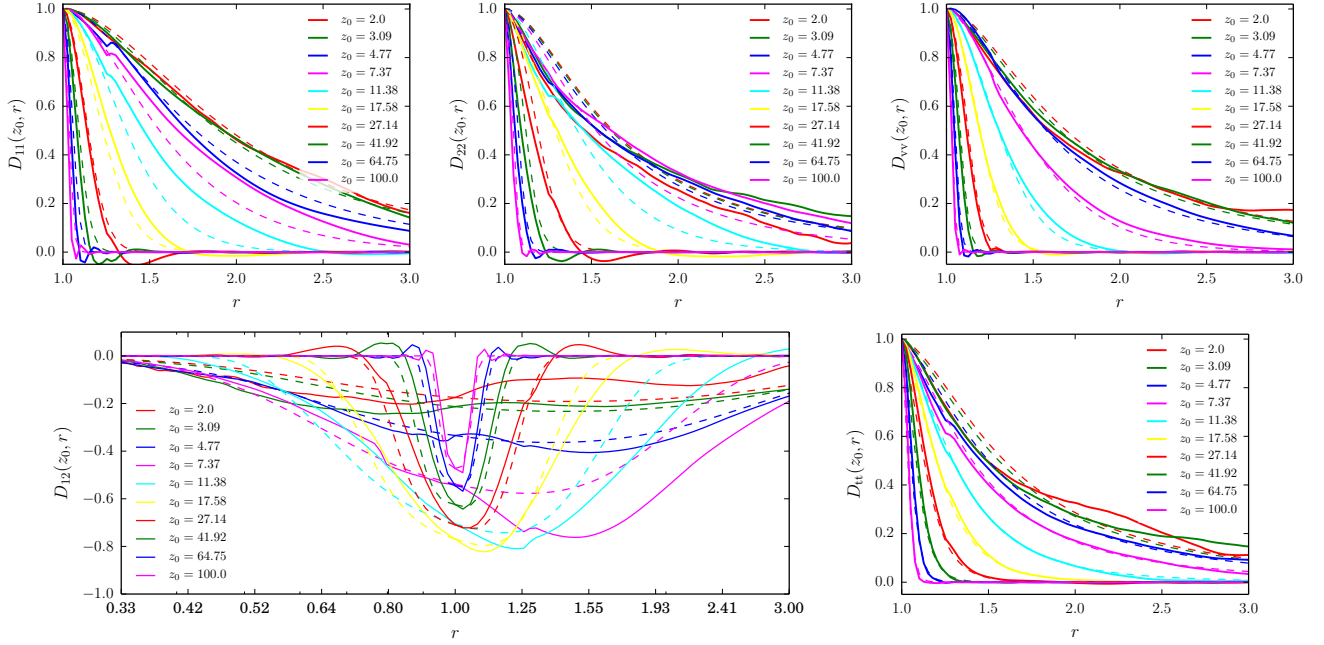 D₁₁(z₀, r)
1.0
0.8
0.6
0.4
0.2
0.0
1.0 1.5 2.0 2.5 3.0
r
z₀ = 2.0
z₀ = 3.09
z₀ = 4.77
z₀ = 7.37
z₀ = 11.38
z₀ = 17.58
z₀ = 27.14
z₀ = 41.92
z₀ = 64.75
z₀ = 100.0
D₂₂(z₀, r)
1.0
0.8
0.6
0.4
0.2
0.0
1.0 1.5 2.0 2.5 3.0
r
z₀ = 2.0
z₀ = 3.09
z₀ = 4.77
z₀ = 7.37
z₀ = 11.38
z₀ = 17.58
z₀ = 27.14
z₀ = 41.92
z₀ = 64.75
z₀ = 100.0
D_vv(z₀, r)
1.0
0.8
0.6
0.4
0.2
0.0
1.0 1.5 2.0 2.5 3.0
r
z₀ = 2.0
z₀ = 3.09
z₀ = 4.77
z₀ = 7.37
z₀ = 11.38
z₀ = 17.58
z₀ = 27.14
z₀ = 41.92
z₀ = 64.75
z₀ = 100.0
D₁₂(z₀, r)
0.0
−0.2
−0.4
−0.6
−0.8
−1.0
0.33 0.42 0.52 0.64 0.80 1.00 1.25 1.55 1.93 2.41 3.00
r
z₀ = 2.0
z₀ = 3.09
z₀ = 4.77
z₀ = 7.37
z₀ = 11.38
z₀ = 17.58
z₀ = 27.14
z₀ = 41.92
z₀ = 64.75
z₀ = 100.0
D_tt(z₀, r)
1.0
0.8
0.6
0.4
0.2
0.0
1.0 1.5 2.0 2.5 3.0
r
z₀ = 2.0
z₀ = 3.09
z₀ = 4.77
z₀ = 7.37
z₀ = 11.38
z₀ = 17.58
z₀ = 27.14
z₀ = 41.92
z₀ = 64.75
z₀ = 100.0